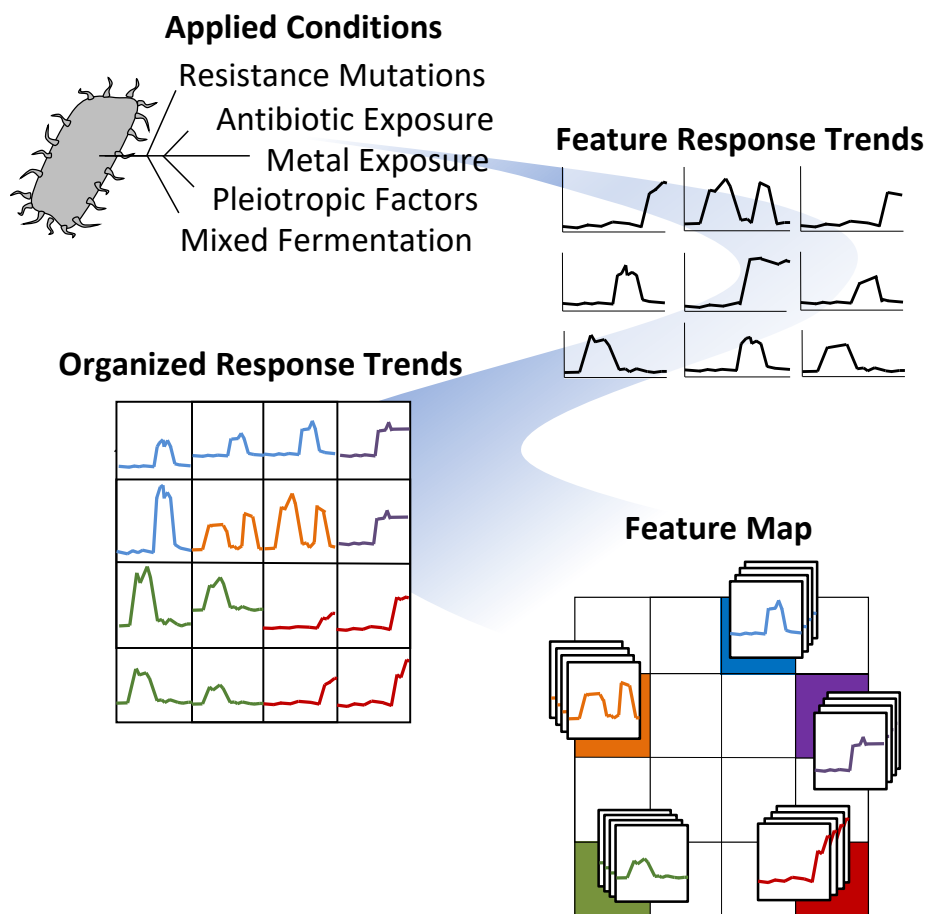 Applied Conditions
Resistance Mutations
Antibiotic Exposure
Metal Exposure
Pleiotropic Factors
Mixed Fermentation
Feature Response Trends
Organized Response Trends
Feature Map